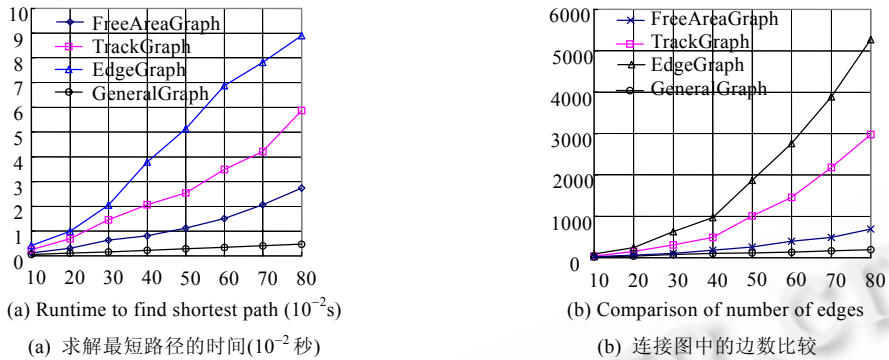 10
9
8
7
6
5
4
3
2
1
0
FreeAreaGraph
TrackGraph
EdgeGraph
GeneralGraph
10 20 30 40 50 60 70 80
(a) Runtime to find shortest path (10⁻²s)
(a) 求解最短路径的时间(10⁻² 秒)
6000
5000
4000
3000
2000
1000
0
FreeAreaGraph
TrackGraph
EdgeGraph
GeneralGraph
10 20 30 40 50 60 70 80
(b) Comparison of number of edges
(b) 连接图中的边数比较